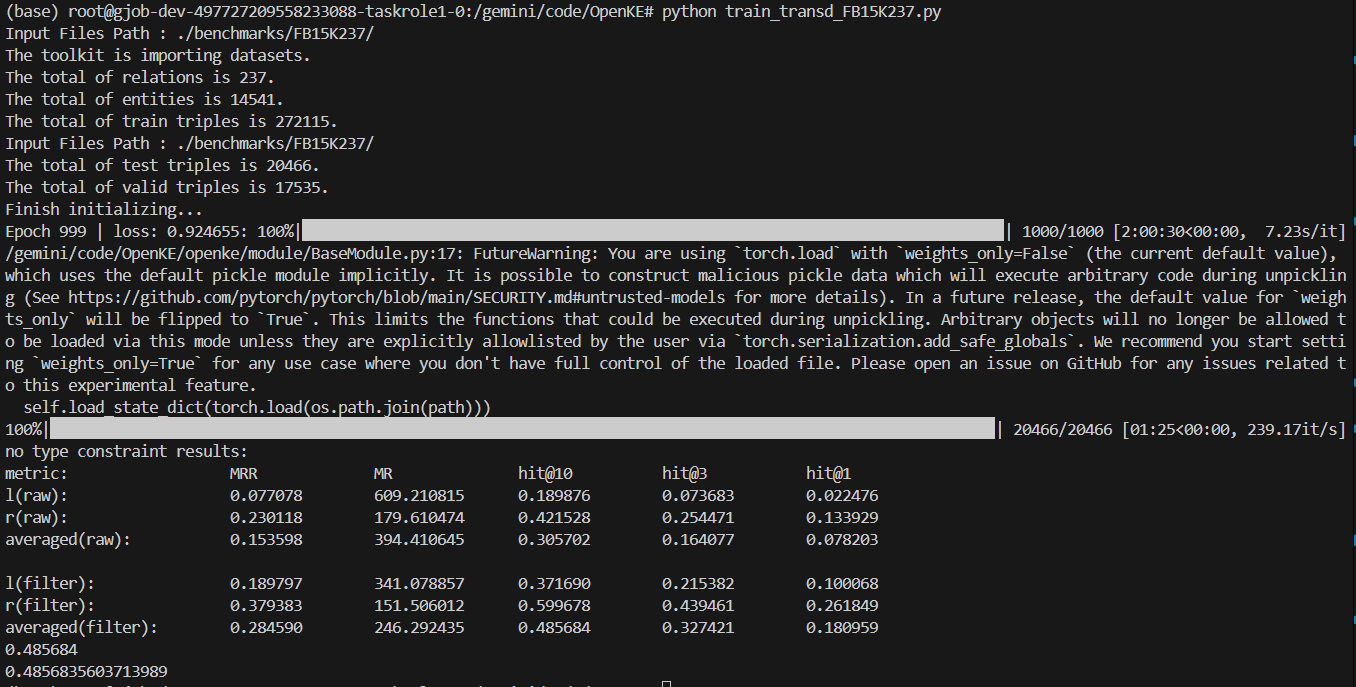 (base) root@gjob-dev-497727209558233088-taskrole1-0:/gemini/code/OpenKE# python train_transd_FB15K237.py
Input Files Path : ./benchmarks/FB15K237/
The toolkit is importing datasets.
The total of relations is 237.
The total of entities is 14541.
The total of train triples is 272115.
Input Files Path : ./benchmarks/FB15K237/
The total of test triples is 20466.
The total of valid triples is 17535.
Finish initializing...
Epoch 999 | loss: 0.924655: 100%| | 1000/1000 [2:00:30<00:00, 7.23s/it]
/gemini/code/OpenKE/openke/module/BaseModule.py:17: FutureWarning: You are using `torch.load` with `weights_only=False` (the current default value),
which uses the default pickle module implicitly. It is possible to construct malicious pickle data which will execute arbitrary code during unpicklin
g (See https://github.com/pytorch/pytorch/blob/main/SECURITY.md#untrusted-models for more details). In a future release, the default value for `weigh
ts_only` will be flipped to `True`. This limits the functions that could be executed during unpickling. Arbitrary objects will no longer be allowed t
o be loaded via this mode unless they are explicitly allowlisted by the user via `torch.serialization.add_safe_globals`. We recommend you start setti
ng `weights_only=True` for any use case where you don't have full control of the loaded file. Please open an issue on GitHub for any issues related t
o this experimental feature.
  self.load_state_dict(torch.load(os.path.join(path)))
100%| | 20466/20466 [01:25<00:00, 239.17it/s]
no type constraint results:
metric: MRR MR hit@10 hit@3 hit@1
l(raw): 0.077078 609.210815 0.189876 0.073683 0.022476
r(raw): 0.230118 179.610474 0.421528 0.254471 0.133929
averaged(raw): 0.153598 394.410645 0.305702 0.164077 0.078203
l(filter): 0.189797 341.078857 0.371690 0.215382 0.100068
r(filter): 0.379383 151.506012 0.599678 0.439461 0.261849
averaged(filter): 0.284590 246.292435 0.485684 0.327421 0.180959
0.485684
0.4856835603713989